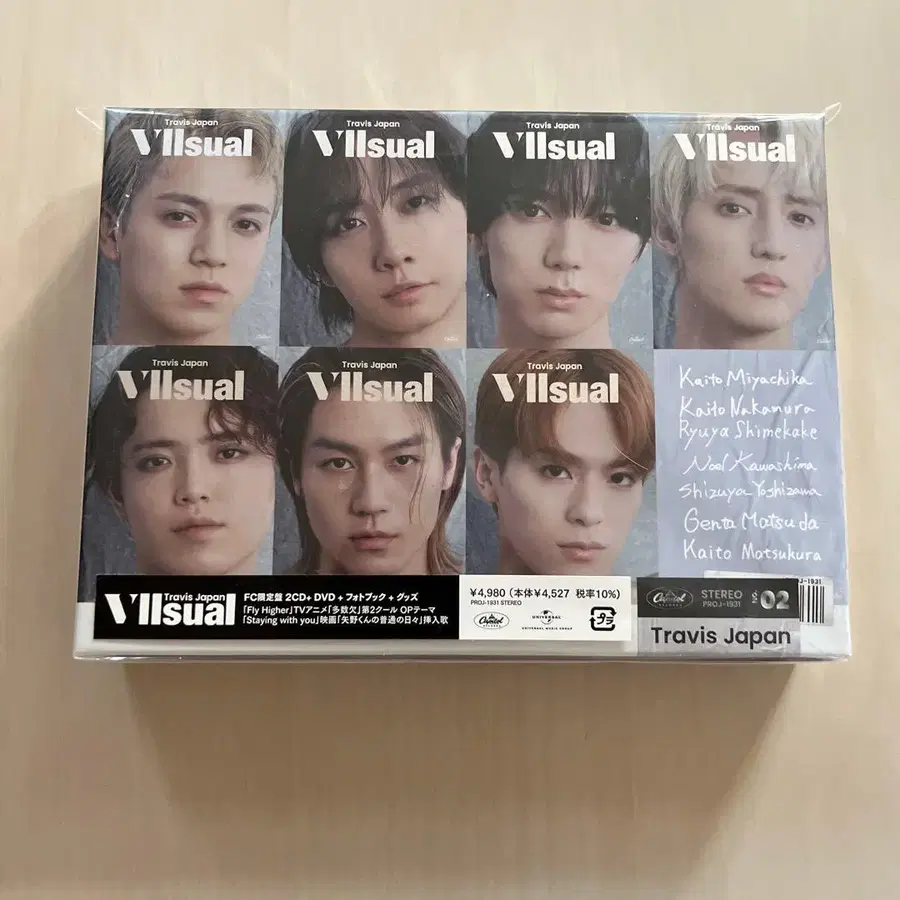 Travis Japan
VIIsual
Travis Japan
VIIsual
Travis Japan
VIIsual
Travis Japan
VIIsual
Travis Japan
VIIsual
Travis Japan
VIIsual
Travis Japan
VIIsual
Kaito Miyachika
Kaito Nakamura
Ryuya Shimekake
Noel Kawashima
Shizuya Yoshizawa
Genta Matsuda
Kaito Matsukura
Travis Japan
VIIsual
FC限定盤 2CD+DVD+フォトブック+グッズ
「Fly Higher」TVアニメ「多数欠」第2クール OPテーマ
「Staying with you」映画「矢野くんの普通の日々」挿入歌
¥4,980 (本体¥4,527 税率10%)
PROJ-1931 STEREO
Capitol
RECORDS
UNIVERSAL
UNIVERSAL MUSIC GROUP
Capitol
RECORDS
STEREO
PROJ-1931
02
J-1931
Travis Japan